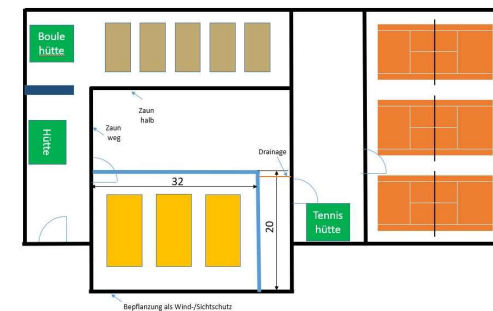 Boule
hütte
Zaun
halb
Zaun
weg
Hütte
Drainage
32
20
Tennis
hütte
Bepflanzung als Wind-/Sichtschutz